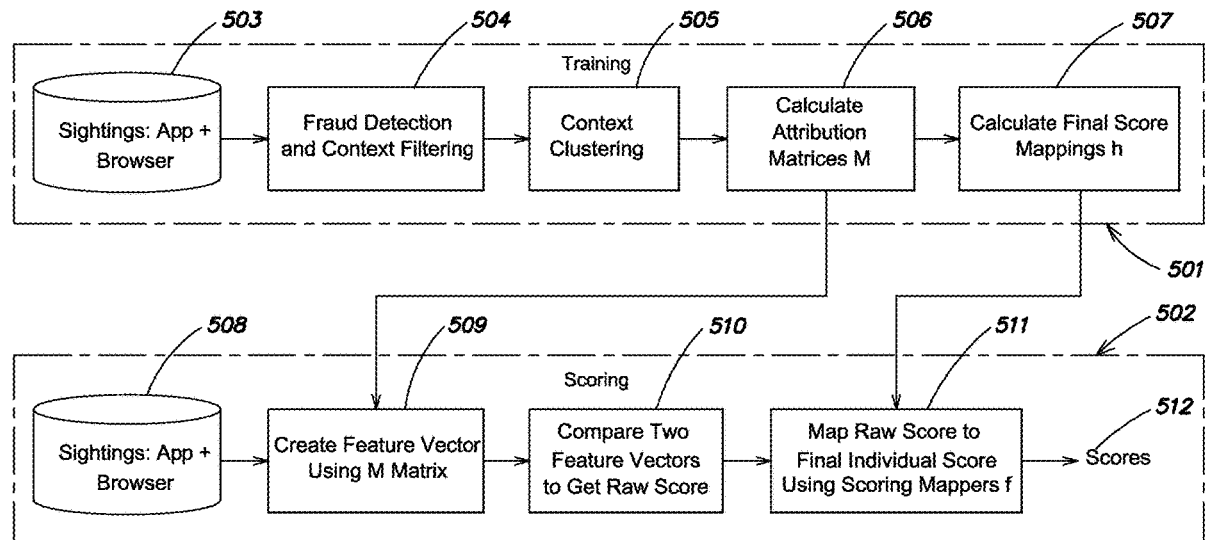 503
504
505
506
507
Training
Sightings: App +
Browser
Fraud Detection
and Context Filtering
Context
Clustering
Calculate
Attribution
Matrices M
Calculate Final Score
Mappings h
501
508
509
510
511
502
Scoring
512
Sightings: App +
Browser
Create Feature Vector
Using M Matrix
Compare Two
Feature Vectors
to Get Raw Score
Map Raw Score to
Final Individual Score
Using Scoring Mappers f
Scores